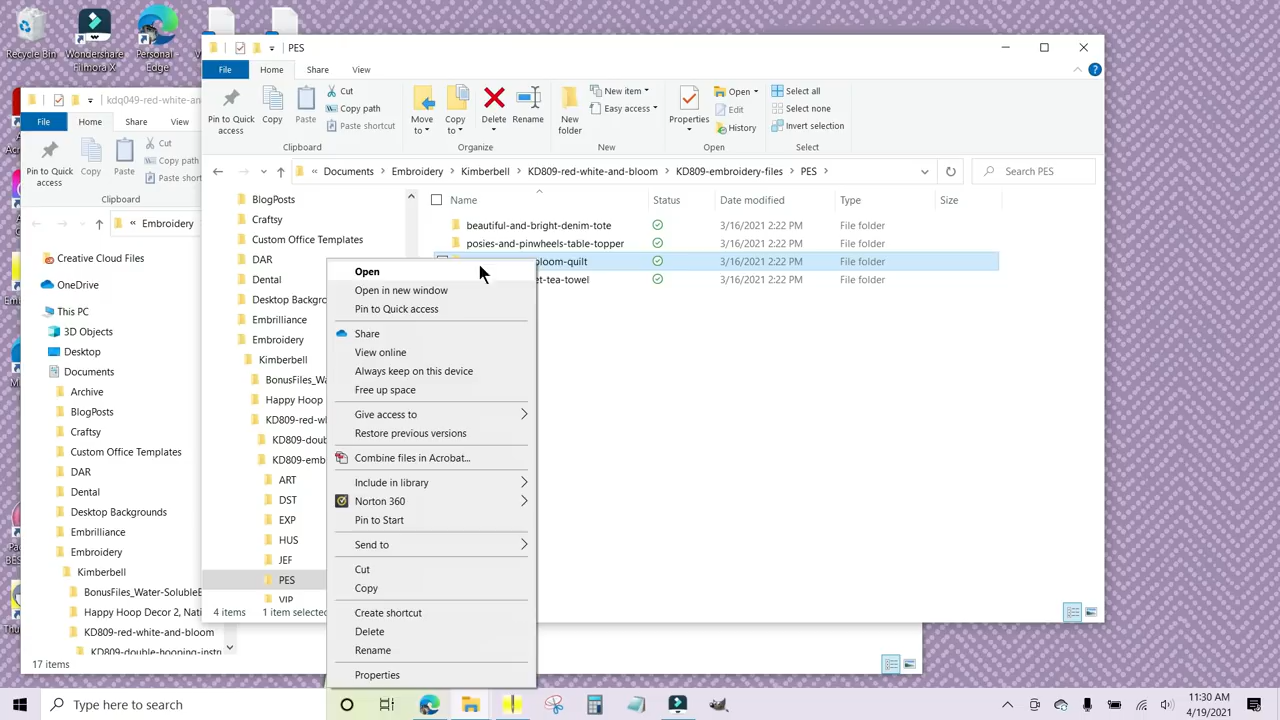 Recycle Bin
Wondershare
Filmora X
Personal -
Edge
PES
File
Home
Share
View
Pin to Quick
access
Copy
Paste
Cut
Copy path
Paste shortcut
Clipboard
Move
to
Copy
to
Delete
Rename
Organize
New
folder
New item
Easy access
New
Properties
Open
Edit
History
Open
Select all
Select none
Invert selection
Select
« Documents > Embroidery > Kimberbell > KD809-red-white-and-bloom > KD809-embroidery-files > PES >
Search PES
Name
Status
Date modified
Type
Size
beautiful-and-bright-denim-tote
3/16/2021 2:22 PM
File folder
posies-and-pinwheels-table-topper
3/16/2021 2:22 PM
File folder
bloom-quilt
3/16/2021 2:22 PM
File folder
et-tea-towel
3/16/2021 2:22 PM
File folder
BlogPosts
Craftsy
Custom Office Templates
DAR
Dental
Desktop Backgro
Embrilliance
Embroidery
Kimberbell
BonusFiles_Wa
Happy Hoop
KD809-red-wh
KD809-doub
KD809-emb
ART
DST
EXP
HUS
JEF
PES
VIP
4 items
1 item selected
Open
Open in new window
Pin to Quick access
Share
View online
Always keep on this device
Free up space
Give access to
Restore previous versions
Combine files in Acrobat...
Include in library
Norton 360
Pin to Start
Send to
Cut
Copy
Create shortcut
Delete
Rename
Properties
kdq049-red-white-an
File
Home
Share
View
Pin to Quick
access
Copy
Paste
Cut
Copy path
Paste short
Clipboard
« Embroidery
Creative Cloud Files
OneDrive
This PC
3D Objects
Desktop
Documents
Archive
BlogPosts
Craftsy
Custom Office Templates
DAR
Dental
Desktop Backgrounds
Embrilliance
Embroidery
Kimberbell
BonusFiles_Water-SolubleE
Happy Hoop Decor 2, Nati
KD809-red-white-and-bloom
KD809-double-hooping-instru
17 items
Type here to search
11:30 AM
4/19/2021